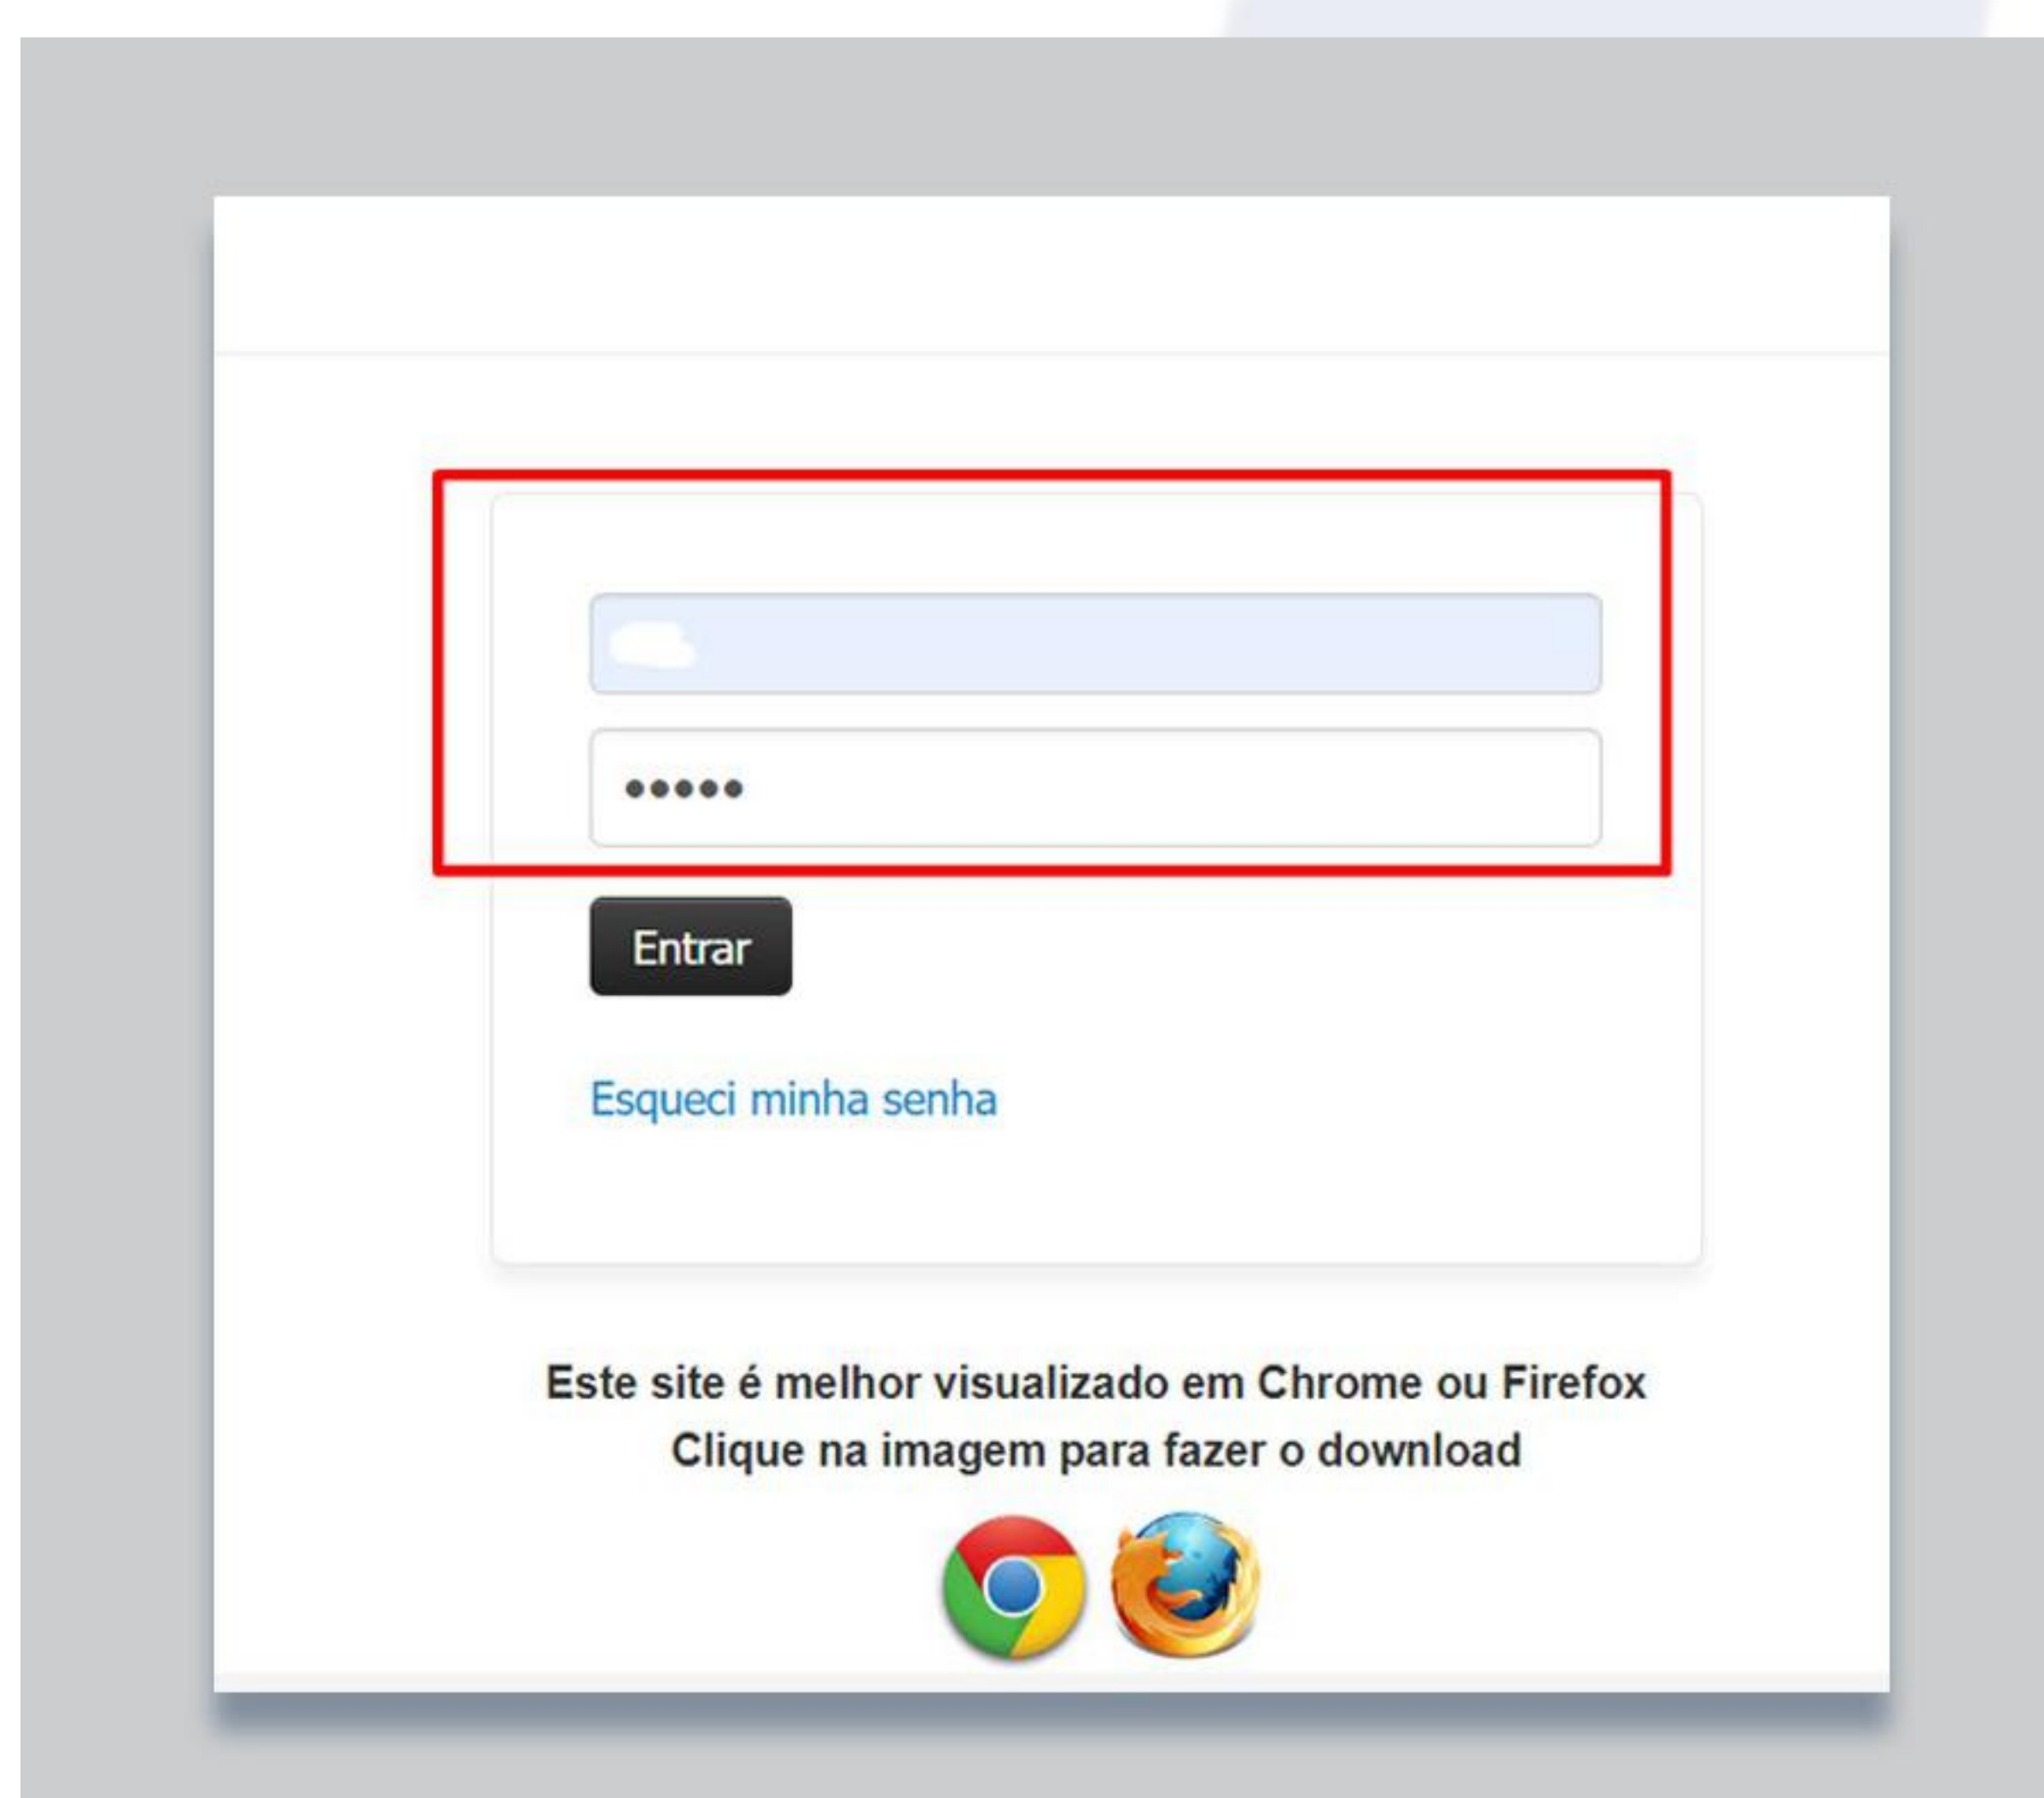 •••••
Entrar
Esqueci minha senha
Este site é melhor visualizado em Chrome ou Firefox
Clique na imagem para fazer o download